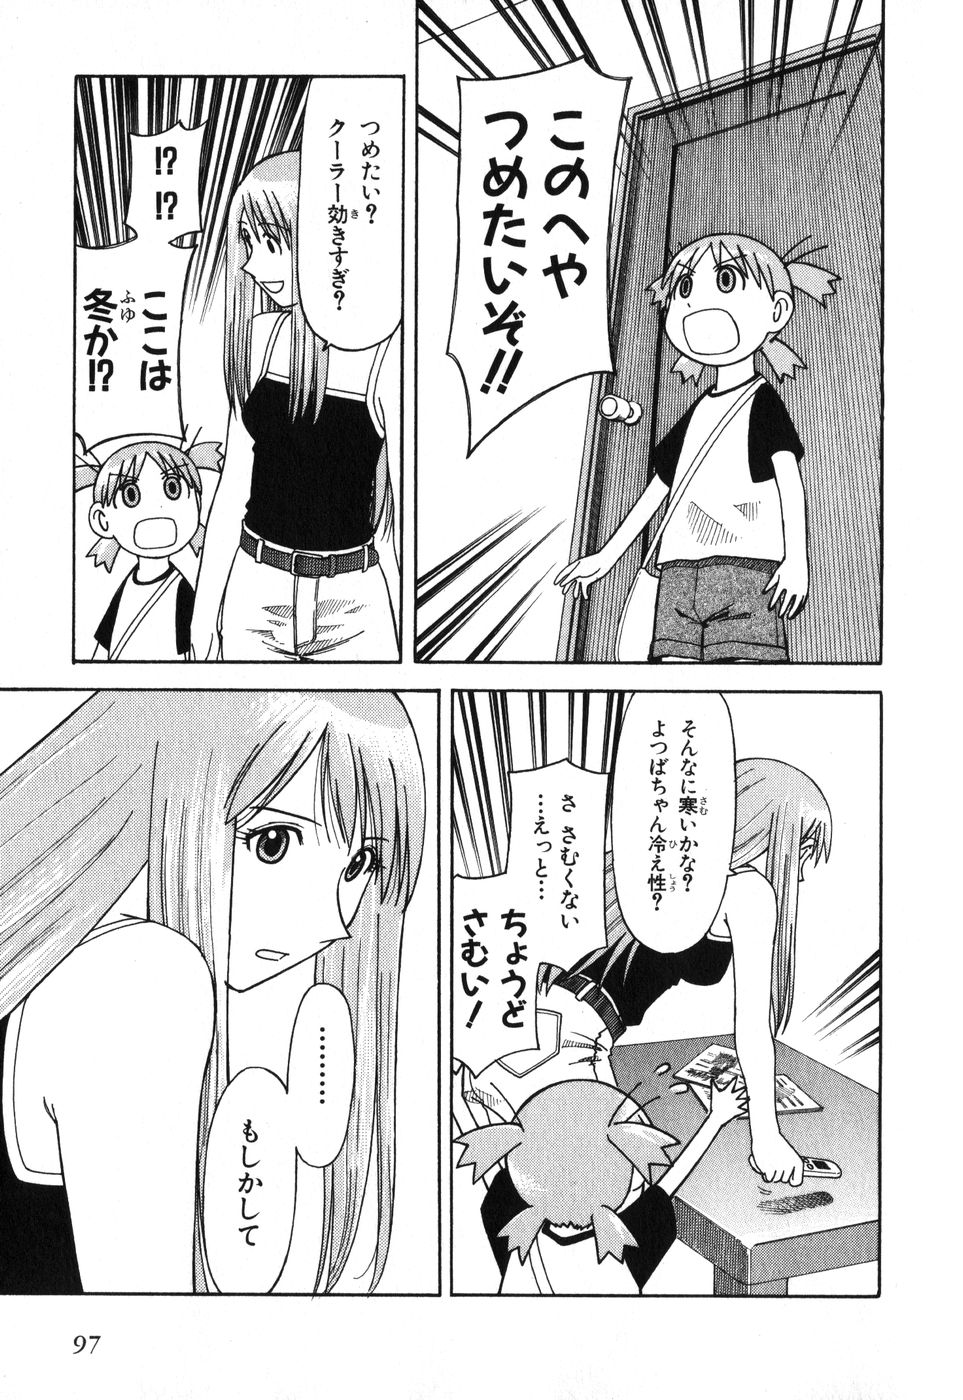 このへや
つめたいぞ!!
つめたい?
クーラー効きすぎ?
!?
!?
ここは
冬か!?
そんなに寒いかな?
よつばちゃん冷え性?
さ さむくない
…えっと…
ちょうど
さむい!
………
もしかして
97